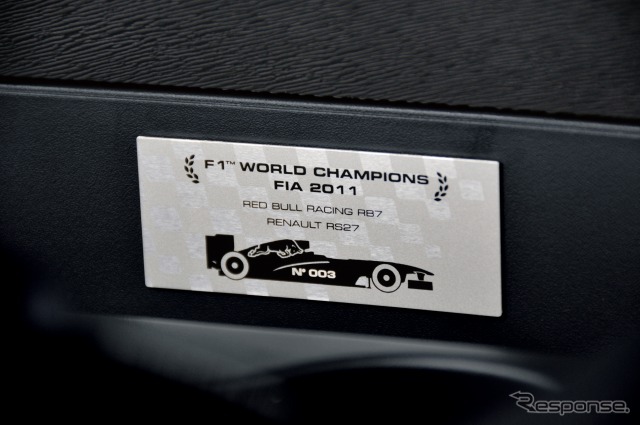 F1™ WORLD CHAMPIONS
FIA 2011
RED BULL RACING RB7
RENAULT RS27
N° 003
Response.